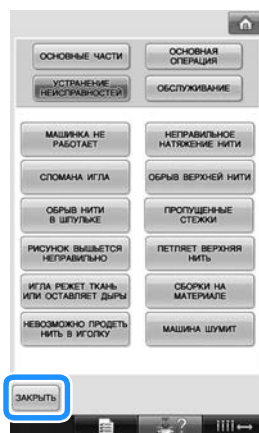 ОСНОВНЫЕ ЧАСТИ
ОСНОВНАЯ
ОПЕРАЦИЯ
УСТРАНЕНИЕ
НЕИСПРАВНОСТЕЙ
ОБСЛУЖИВАНИЕ
МАШИНКА НЕ
РАБОТАЕТ
НЕПРАВИЛЬНОЕ
НАТЯЖЕНИЕ НИТИ
СЛОМАНА ИГЛА
ОБРЫВ ВЕРХНЕЙ НИТИ
ОБРЫВ НИТИ
В ШПУЛЬКЕ
ПРОПУЩЕННЫЕ
СТЕЖКИ
РИСУНОК ВЫШЬЕТСЯ
НЕПРАВИЛЬНО
ПЕТЛЯЕТ ВЕРХНЯЯ
НИТЬ
ИГЛА РЕЖЕТ ТКАНЬ
ИЛИ ОСТАВЛЯЕТ ДЫРЫ
СБОРКИ НА
МАТЕРИАЛЕ
НЕВОЗМОЖНО ПРОДЕТЬ
НИТЬ В ИГОЛКУ
МАШИНА ШУМИТ
ЗАКРЫТЬ
?